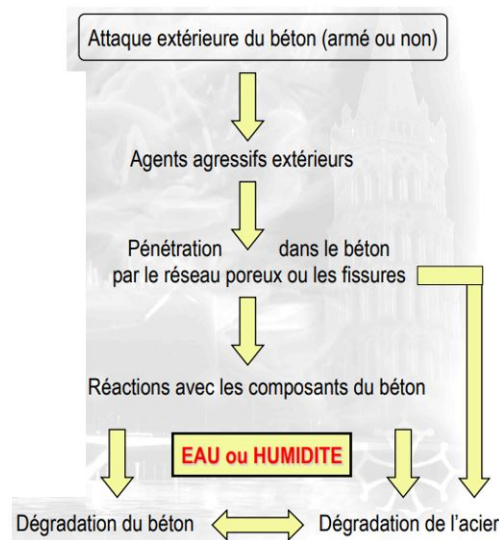 Attaque extérieure du béton (armé ou non)
Agents agressifs extérieurs
Pénétration dans le béton
par le réseau poreux ou les fissures
Réactions avec les composants du béton
EAU ou HUMIDITE
Dégradation du béton
Dégradation de l'acier